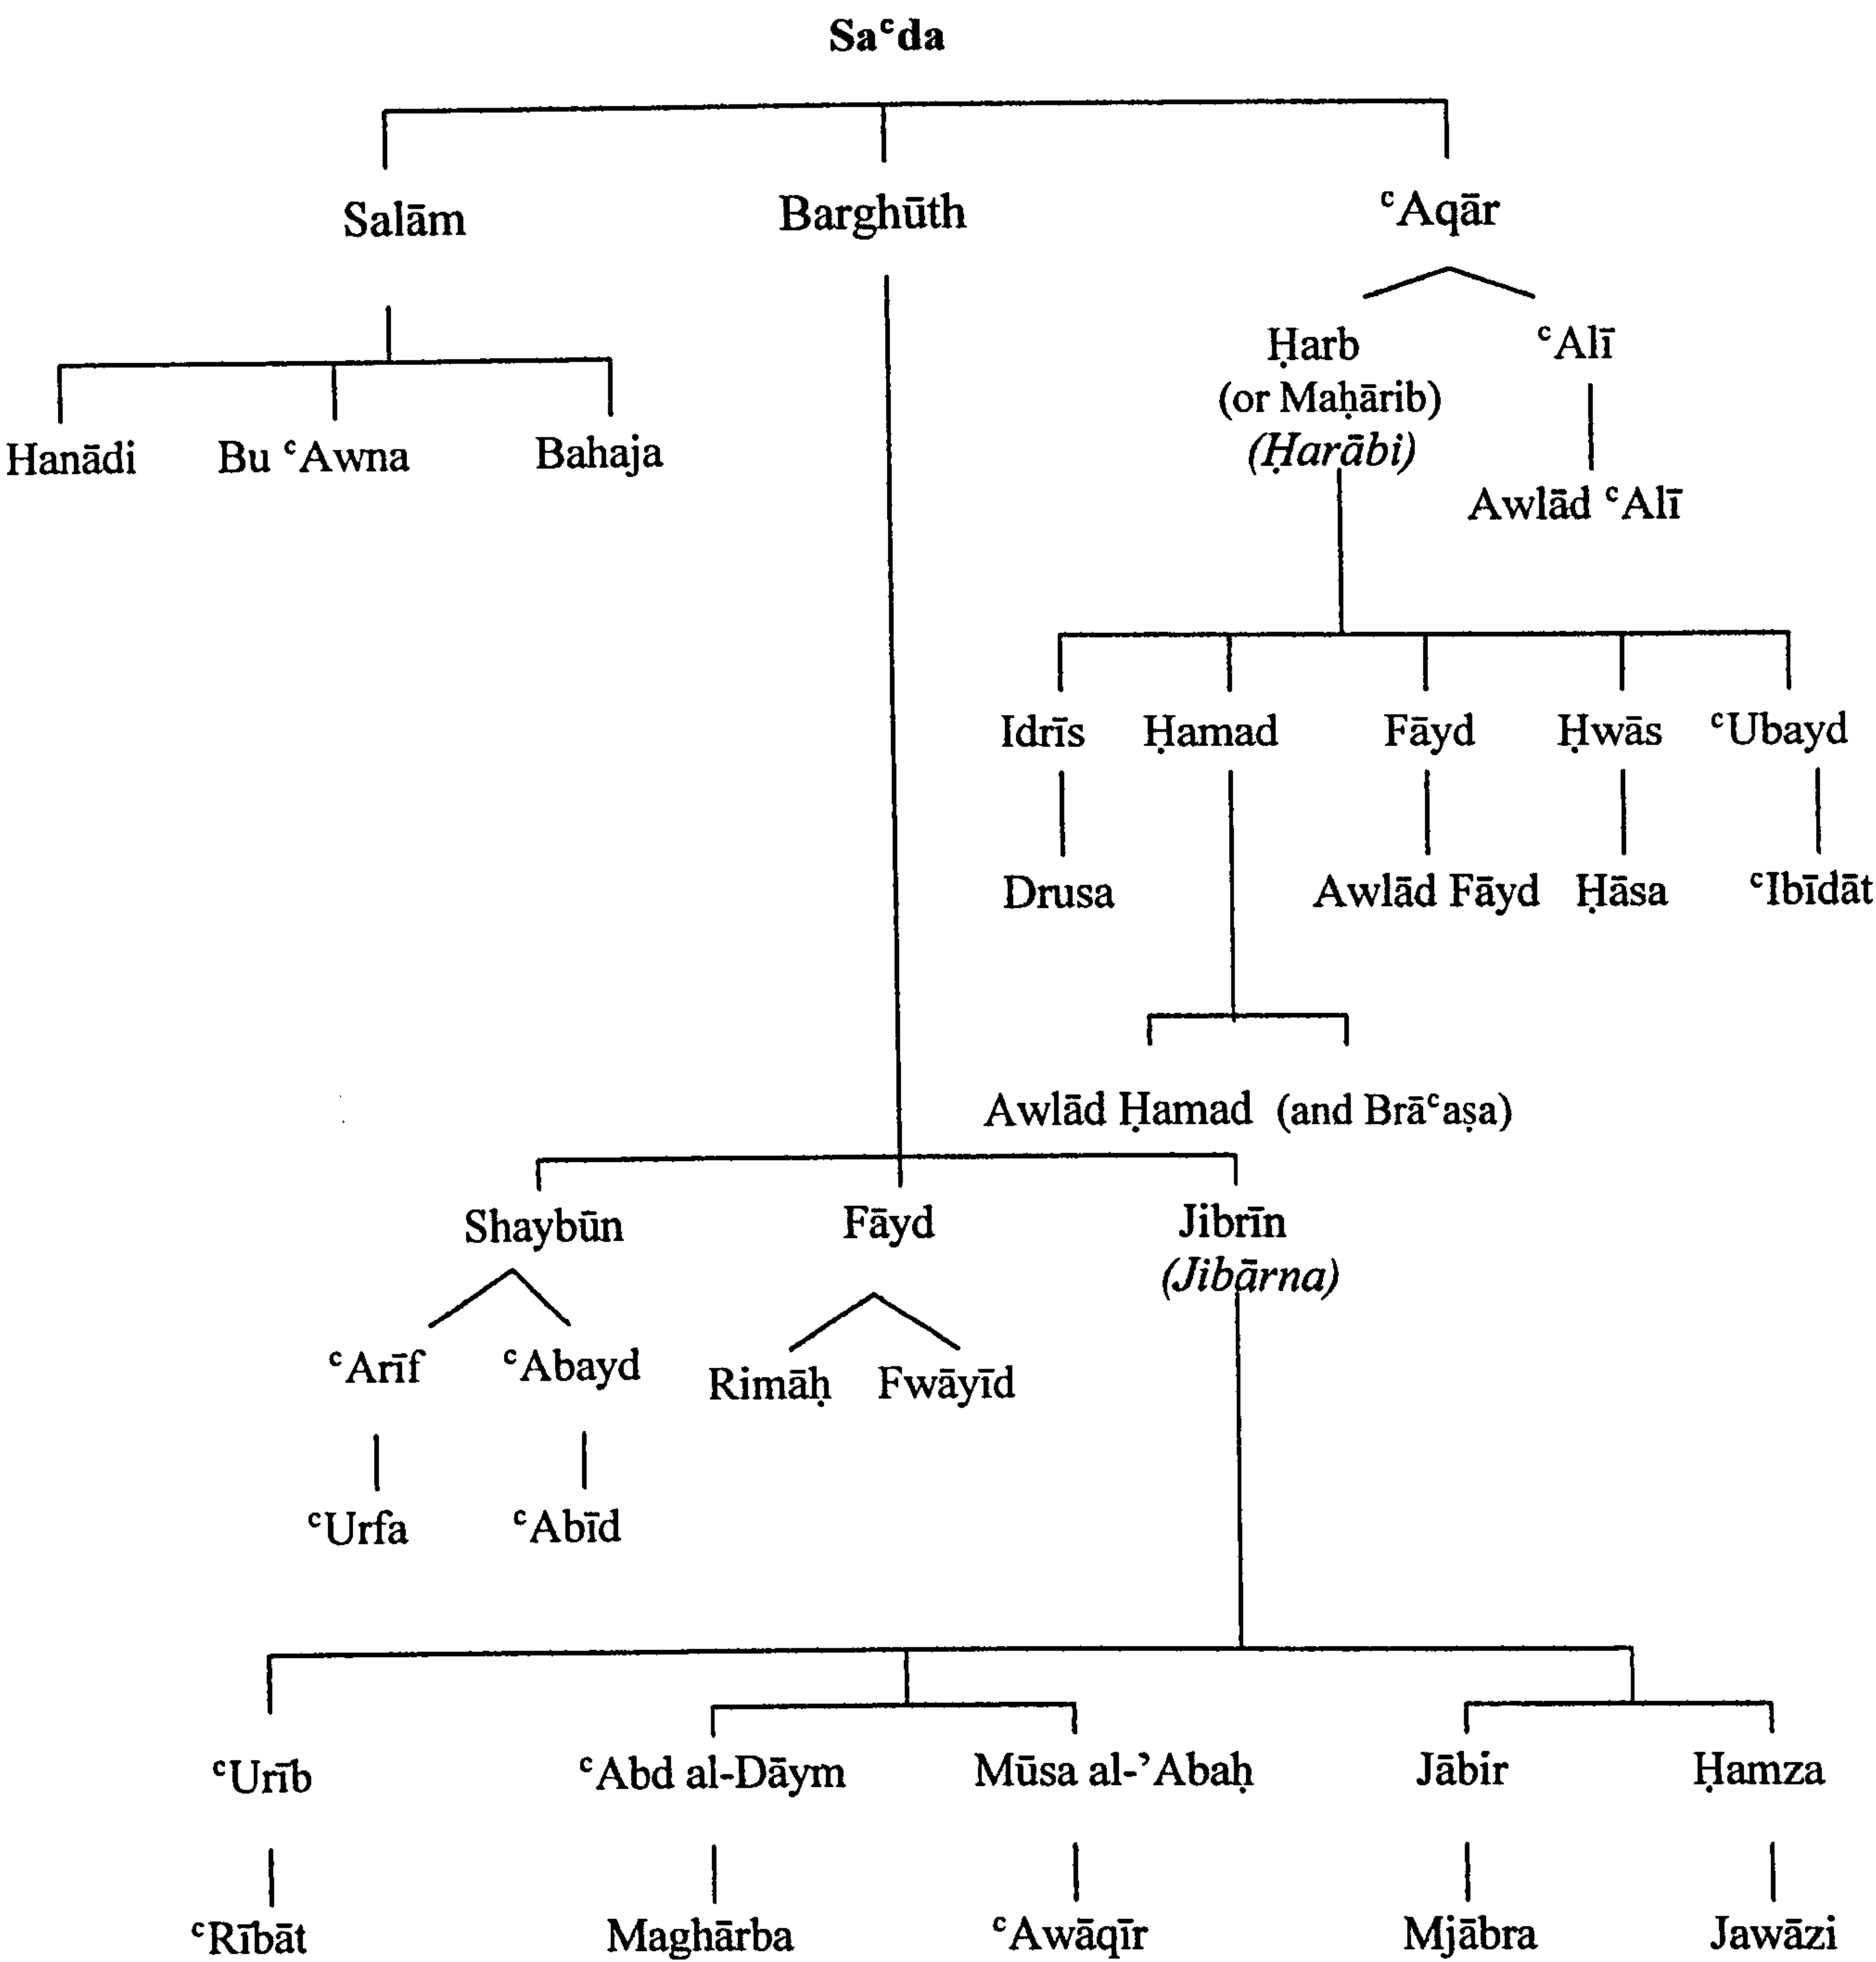 Saᶜda
Salām Barghūth ᶜAqār
Ḥarb ᶜAlī
(or Maḥārib)
(Ḥarābi)
Hanādi Bu ᶜAwna Bahaja
Awlād ᶜAlī
Idrīs Ḥamad Fāyd Ḥwās ᶜUbayd
Drusa Awlād Fāyd Ḥāsa ᶜIbīdāt
Awlād Ḥamad (and Brāᶜaṣa)
Shaybūn Fāyd Jibrīn
(Jibārna)
ᶜArīf ᶜAbayd Rimāḥ Fwāyīd
ᶜUrfa ᶜAbīd
ᶜUrīb ᶜAbd al-Dāym Mūsa al-’Abaḥ Jābir Ḥamza
ᶜRībāt Maghārba ᶜAwāqīr Mjābra Jawāzi